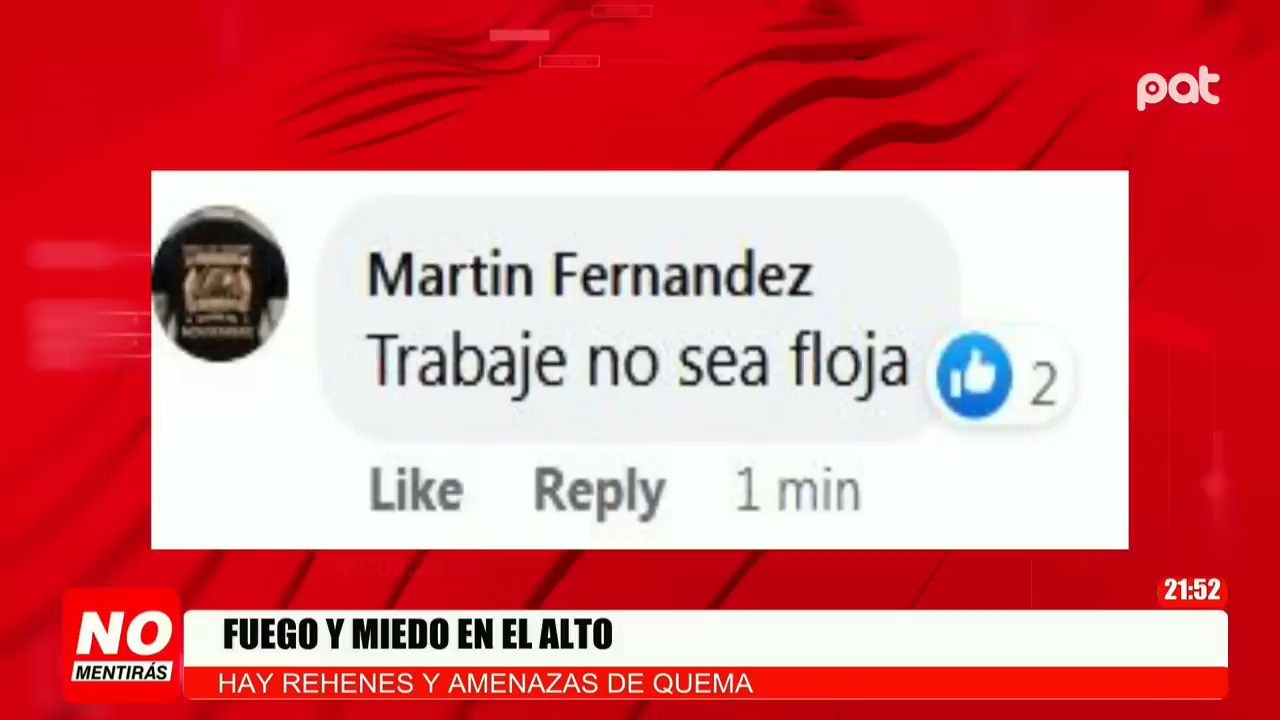 pat
Martin Fernandez
Trabaje no sea floja
2
Like Reply 1 min
21:52
NO
MENTIRÁS
FUEGO Y MIEDO EN EL ALTO
HAY REHENES Y AMENAZAS DE QUEMA